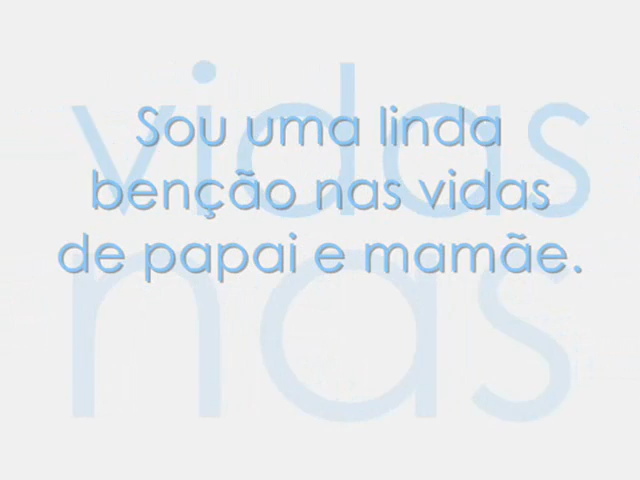 Sou uma linda
benção nas vidas
de papai e mamãe.
vidas
nas